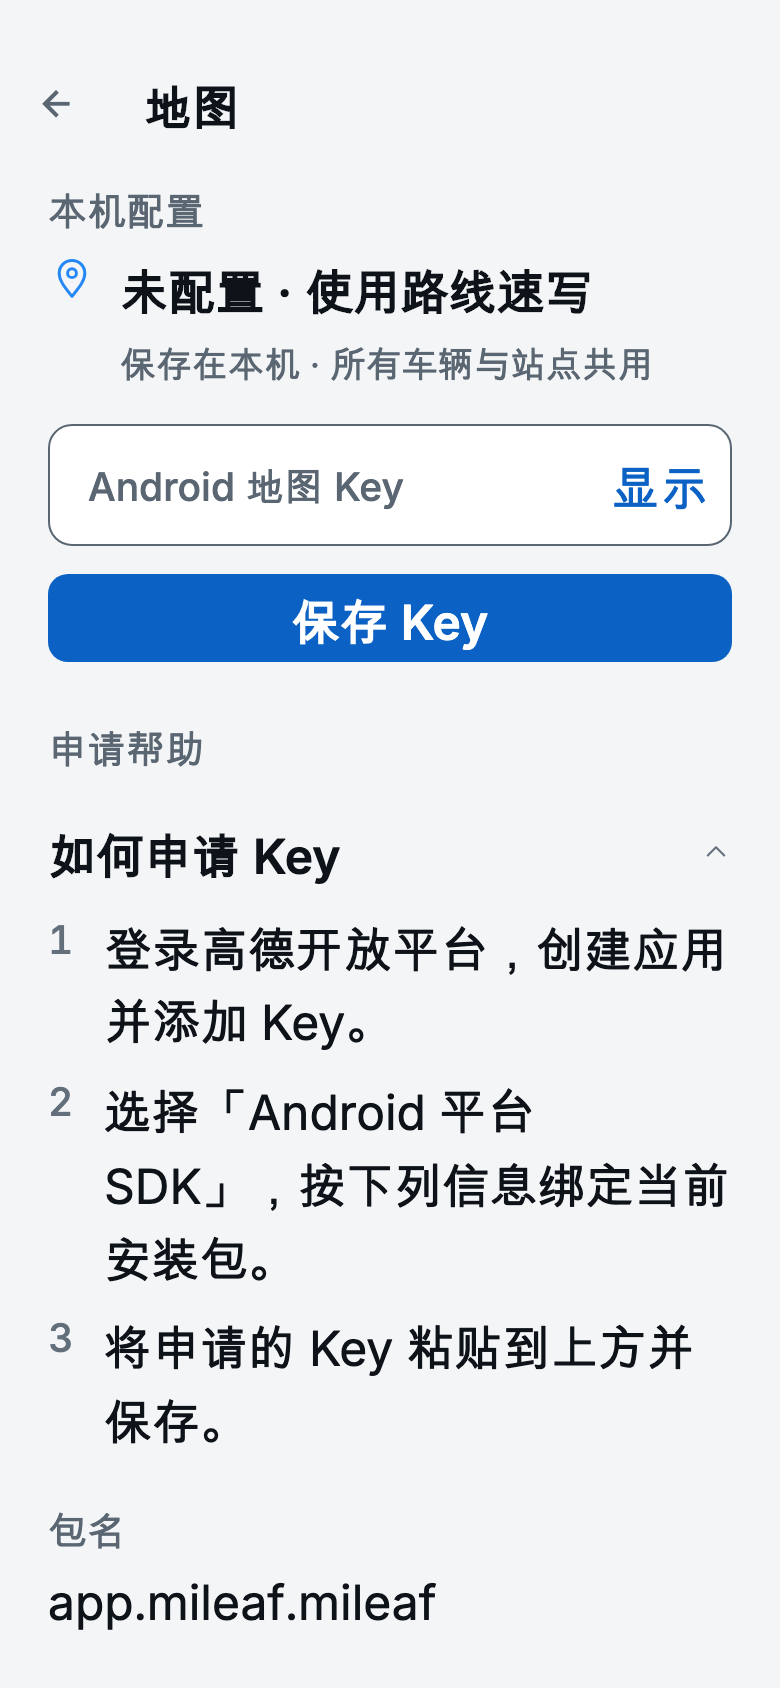 地图
本机配置
未配置 · 使用路线速写
保存在本机 · 所有车辆与站点共用
Android 地图 Key
显示
保存 Key
申请帮助
如何申请 Key
1 登录高德开放平台，创建应用
并添加 Key。
2 选择「Android 平台
SDK」，按下列信息绑定当前
安装包。
3 将申请的 Key 粘贴到上方并
保存。
包名
app.mileaf.mileaf